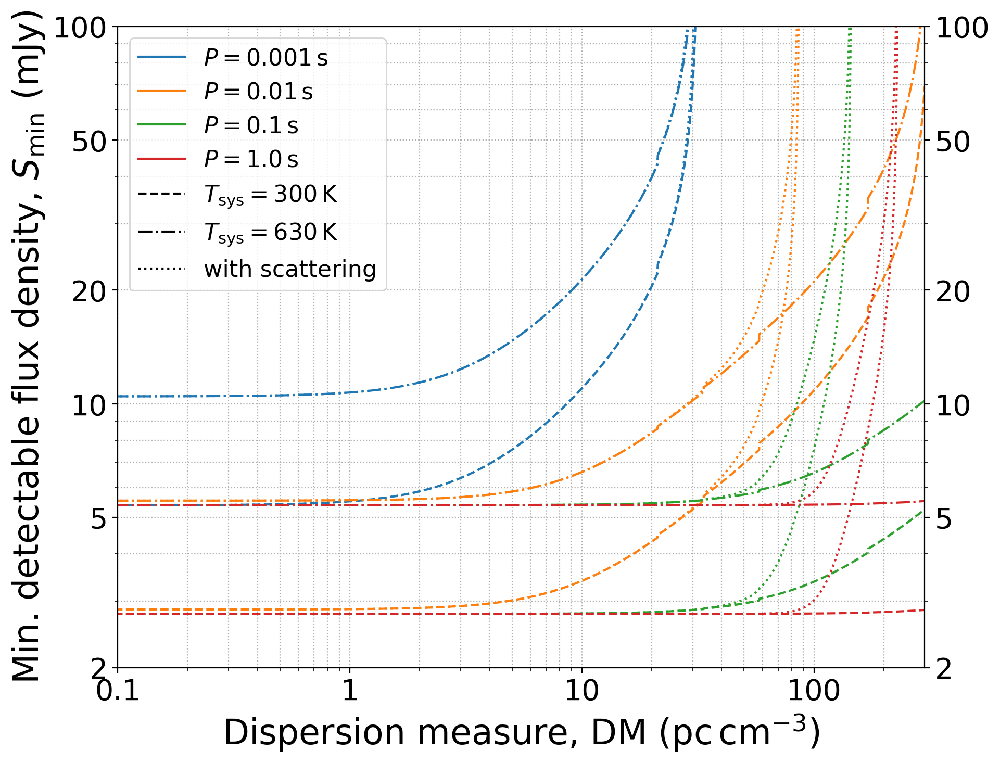 Min. detectable flux density, S_min (mJy)
100
50
20
10
5
2
P = 0.001 s
P = 0.01 s
P = 0.1 s
P = 1.0 s
T_sys = 300 K
T_sys = 630 K
with scattering
100
50
20
10
5
2
0.1
1
10
100
Dispersion measure, DM (pc cm⁻³)